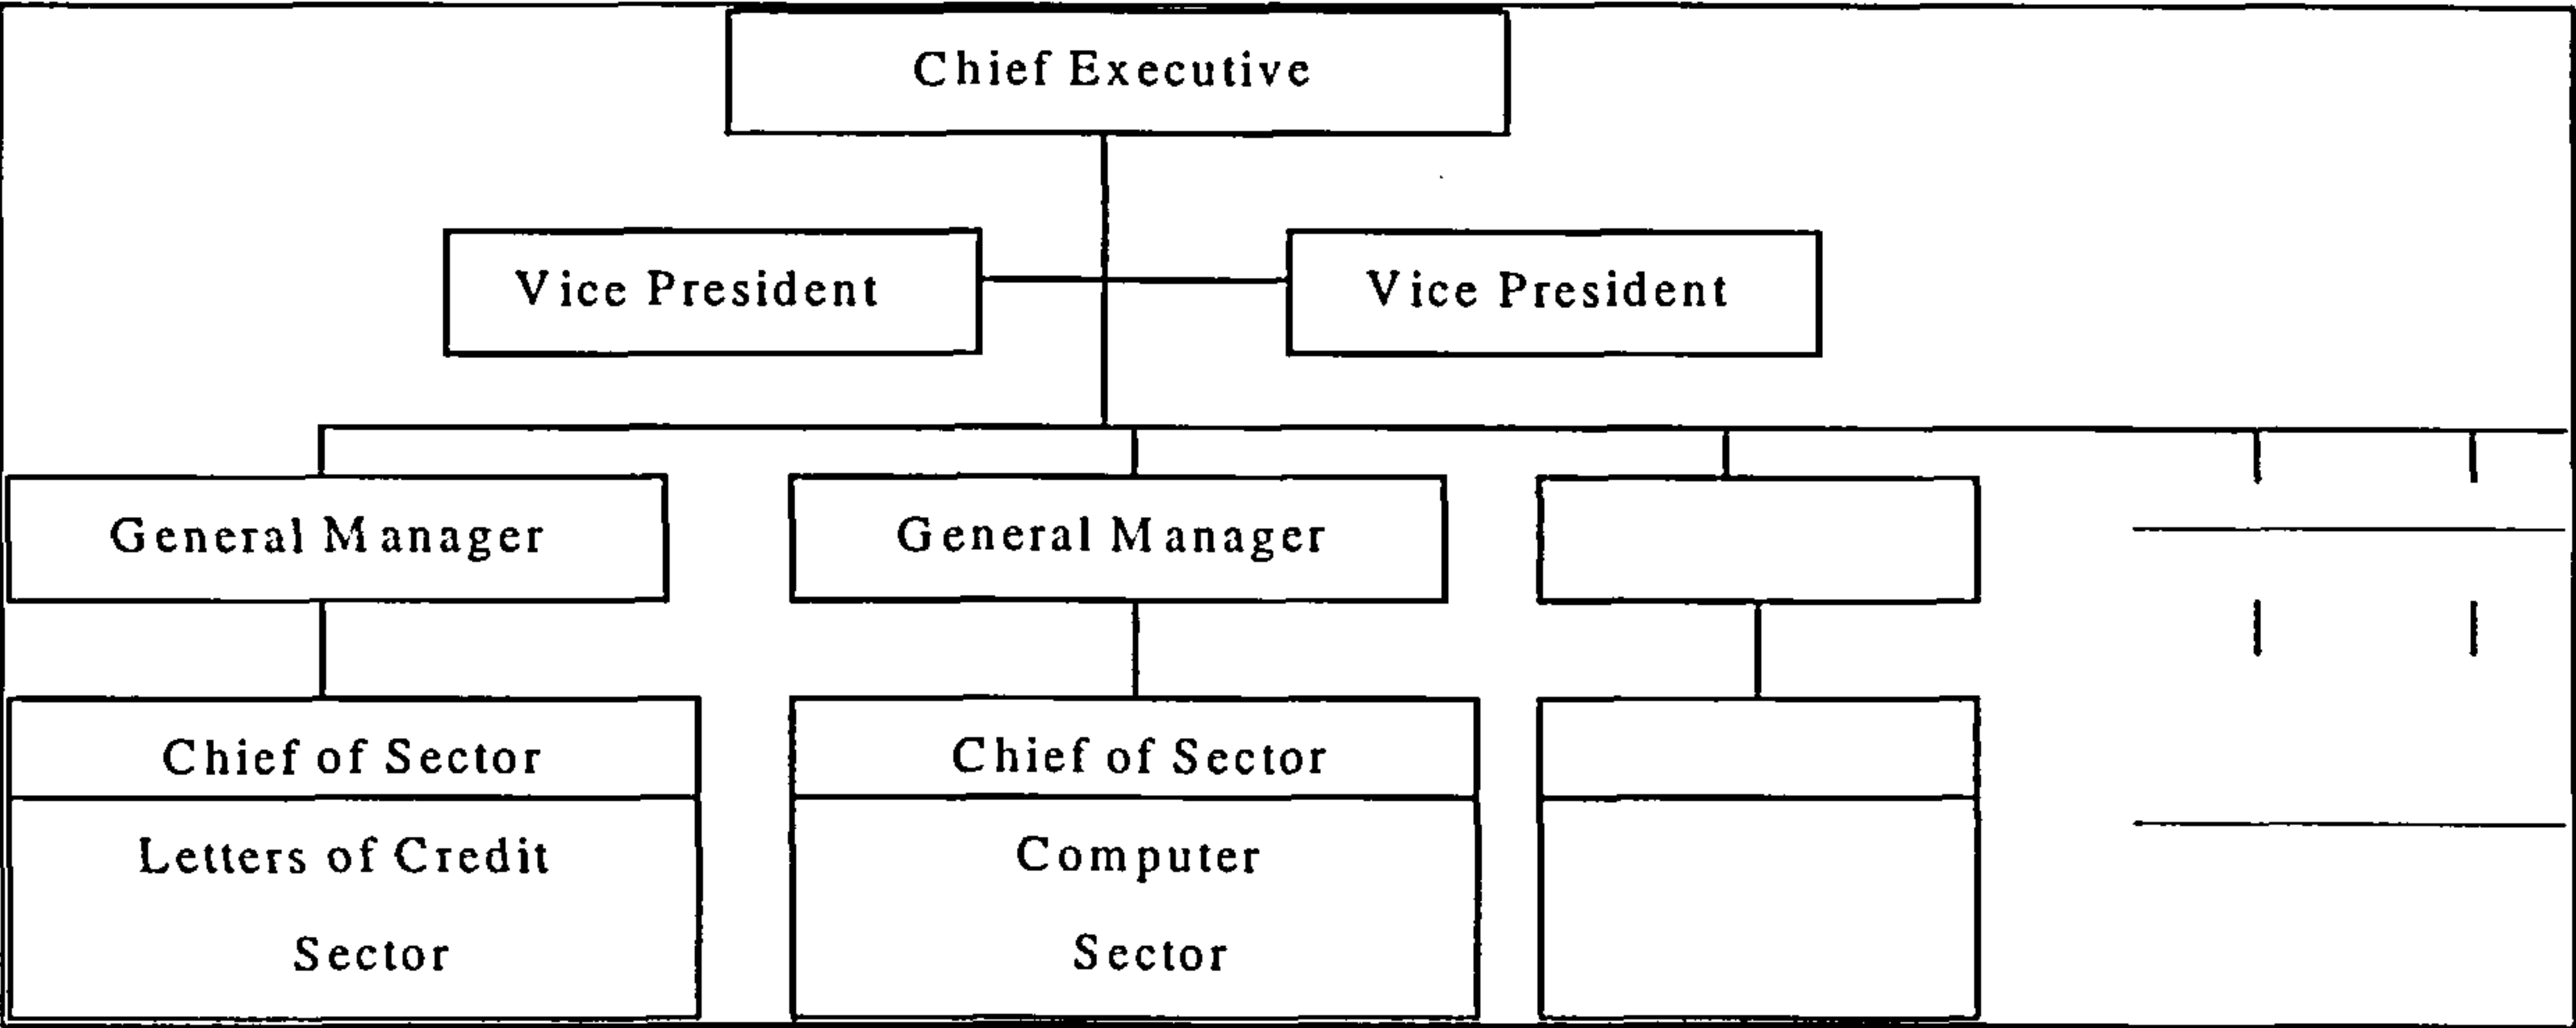 Chief Executive
Vice President
Vice President
General Manager
General Manager
Chief of Sector
Chief of Sector
Letters of Credit
Sector
Computer
Sector